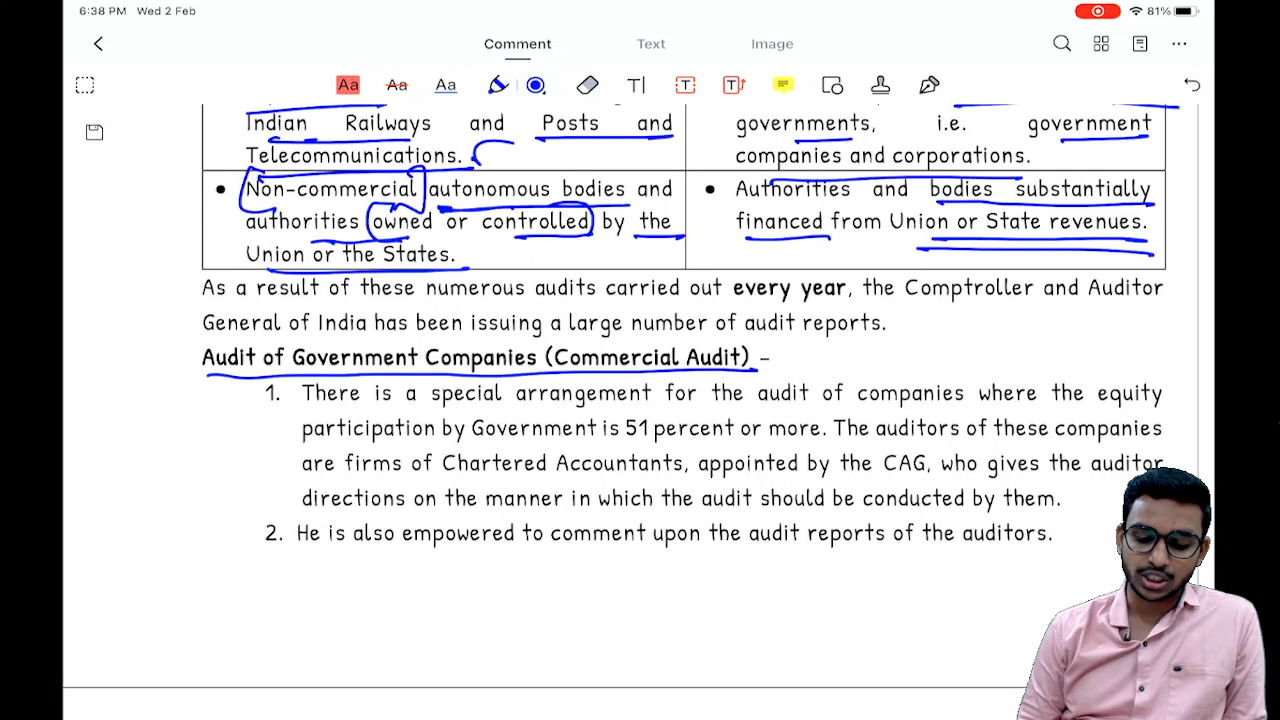 6:38 PM Wed 2 Feb
81%
Comment Text Image
Aa Aa Aa T T T
Indian Railways and Posts and
Telecommunications.
governments, i.e. government
companies and corporations.
• Non-commercial autonomous bodies and
authorities owned or controlled by the
Union or the States.
• Authorities and bodies substantially
financed from Union or State revenues.
As a result of these numerous audits carried out every year, the Comptroller and Auditor
General of India has been issuing a large number of audit reports.
Audit of Government Companies (Commercial Audit) –
1. There is a special arrangement for the audit of companies where the equity
participation by Government is 51 percent or more. The auditors of these companies
are firms of Chartered Accountants, appointed by the CAG, who gives the auditor
directions on the manner in which the audit should be conducted by them.
2. He is also empowered to comment upon the audit reports of the auditors.